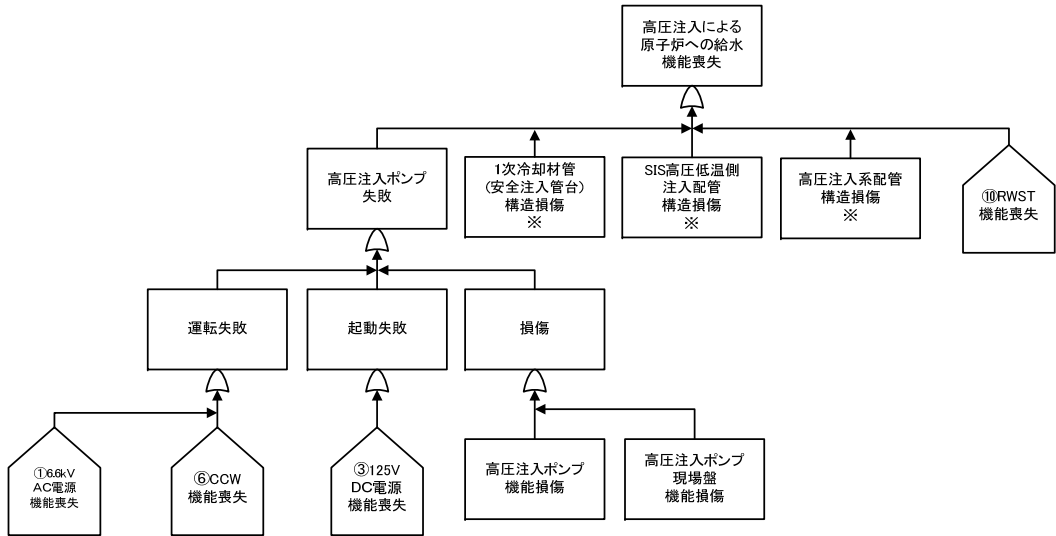 高圧注入による
原子炉への給水
機能喪失
高圧注入ポンプ
失敗
1次冷却材管
(安全注入管台)
構造損傷
※
SIS高圧低温側
注入配管
構造損傷
※
高圧注入系配管
構造損傷
※
⑩RWST
機能喪失
運転失敗
起動失敗
損傷
①6.6kV
AC電源
機能喪失
⑥CCW
機能喪失
③125V
DC電源
機能喪失
高圧注入ポンプ
機能損傷
高圧注入ポンプ
現場盤
機能損傷